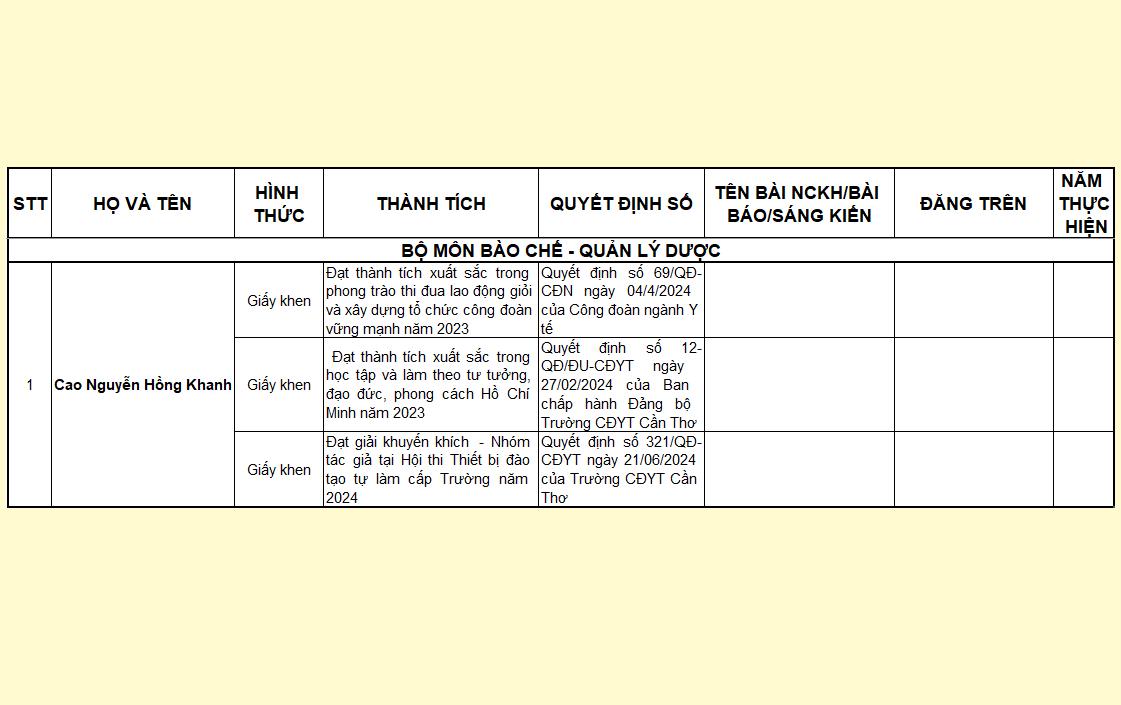 STT
HỌ VÀ TÊN
HÌNH
THỨC
THÀNH TÍCH
QUYẾT ĐỊNH SỐ
TÊN BÀI NCKH/BÀI
BÁO/SÁNG KIẾN
ĐĂNG TRÊN
NĂM
THỰC
HIỆN
BỘ MÔN BÀO CHẾ - QUẢN LÝ DƯỢC
1
Cao Nguyễn Hồng Khanh
Giấy khen
Đạt thành tích xuất sắc trong
phong trào thi đua lao động giỏi
và xây dựng tổ chức công đoàn
vững mạnh năm 2023
Quyết định số 69/QĐ-
CĐN ngày 04/4/2024
của Công đoàn ngành Y
tế
Giấy khen
Đạt thành tích xuất sắc trong
học tập và làm theo tư tưởng,
đạo đức, phong cách Hồ Chí
Minh năm 2023
Quyết định số 12-
QĐ/ĐU-CĐYT ngày
27/02/2024 của Ban
chấp hành Đảng bộ
Trường CĐYT Cần Thơ
Giấy khen
Đạt giải khuyến khích - Nhóm
tác giả tại Hội thi Thiết bị đào
tạo tự làm cấp Trường năm
2024
Quyết định số 321/QĐ-
CĐYT ngày 21/06/2024
của Trường CĐYT Cần
Thơ